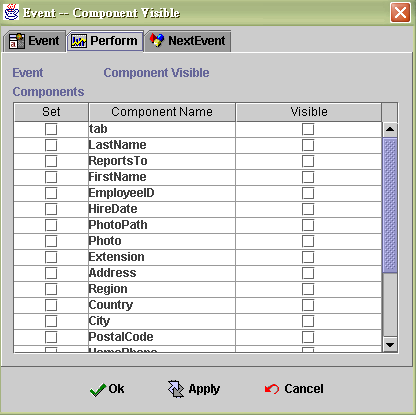 Event -- Component Visible
Event Perform NextEvent
Event Component Visible
Components
Set Component Name Visible
tab
LastName
ReportsTo
FirstName
EmployeeID
HireDate
PhotoPath
Photo
Extension
Address
Region
Country
City
PostalCode
HomePhone
Ok Apply Cancel